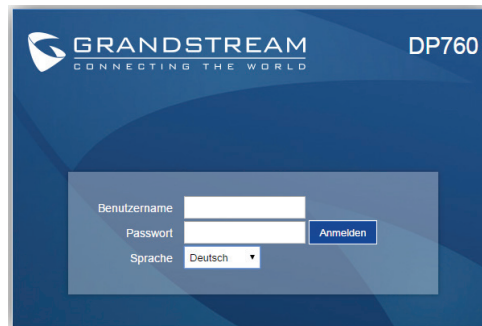 GRANDSTREAM
CONNECTING THE WORLD
DP760
Benutzername
Passwort
Anmelden
Sprache
Deutsch